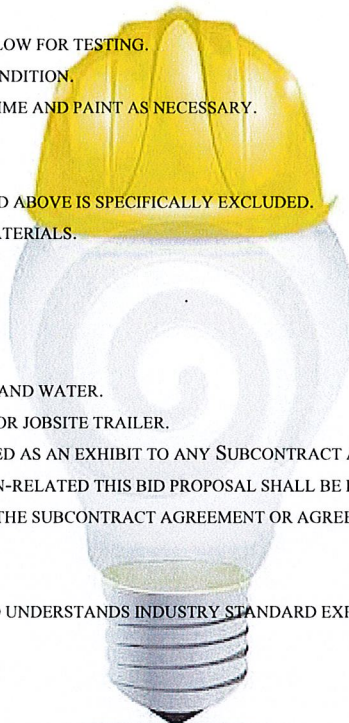 LOW FOR TESTING.
NDITION.
IME AND PAINT AS NECESSARY.
D ABOVE IS SPECIFICALLY EXCLUDED.
ATERIALS.
AND WATER.
OR JOBSITE TRAILER.
ED AS AN EXHIBIT TO ANY SUBCONTRACT A
N-RELATED THIS BID PROPOSAL SHALL BE
THE SUBCONTRACT AGREEMENT OR AGREE
UNDERSTANDS INDUSTRY STANDARD EXP